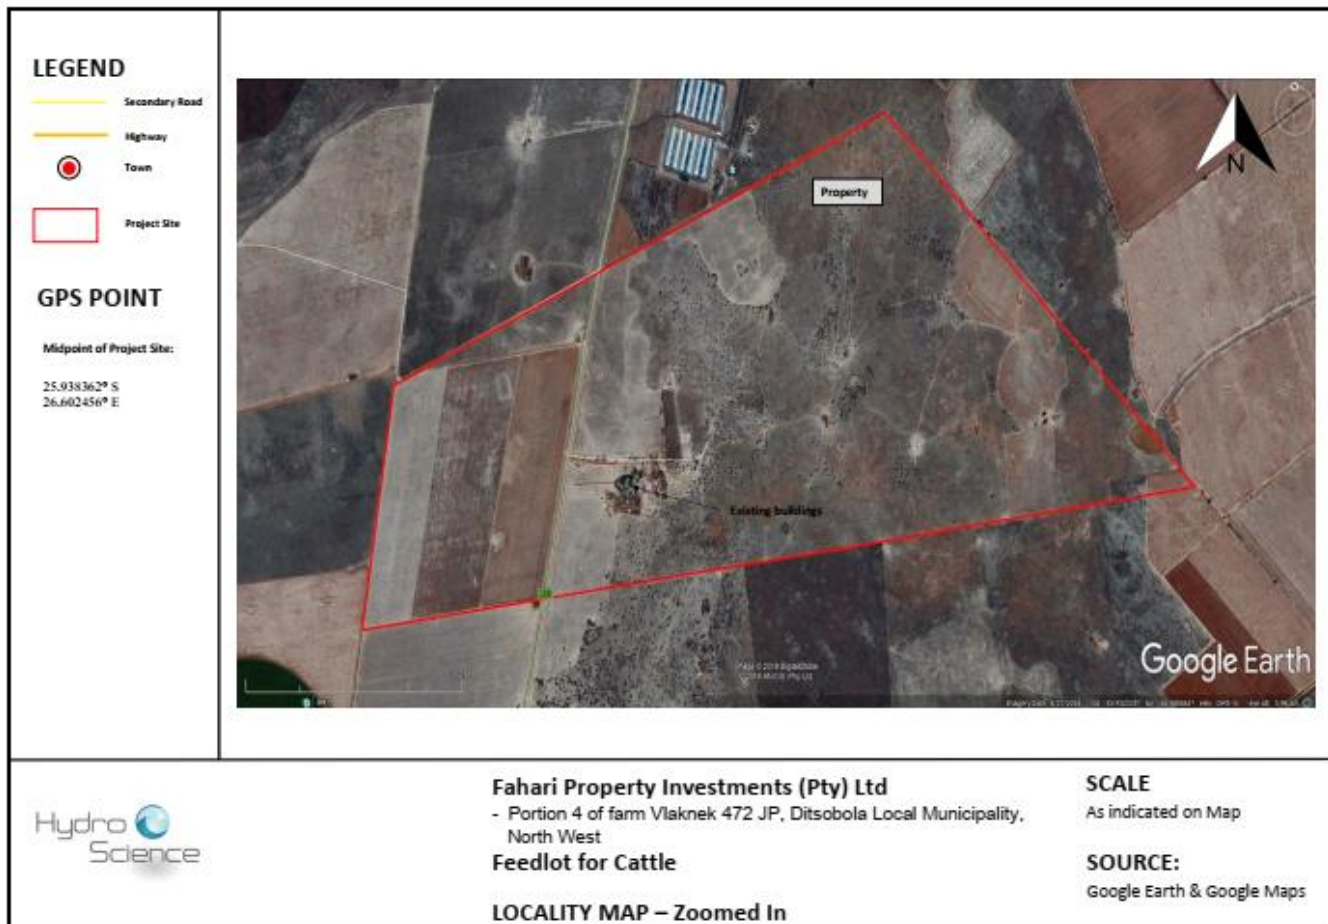 LEGEND
Secondary Road
Highway
Town
Project Site
GPS POINT
Midpoint of Project Site:
25.938362º S
26.602456º E
Property
N
Existing buildings
Google Earth
Hydro
Science
Fahari Property Investments (Pty) Ltd
- Portion 4 of farm Vlaknek 472 JP, Ditsobola Local Municipality,
North West
Feedlot for Cattle
LOCALITY MAP – Zoomed In
SCALE
As indicated on Map
SOURCE:
Google Earth & Google Maps